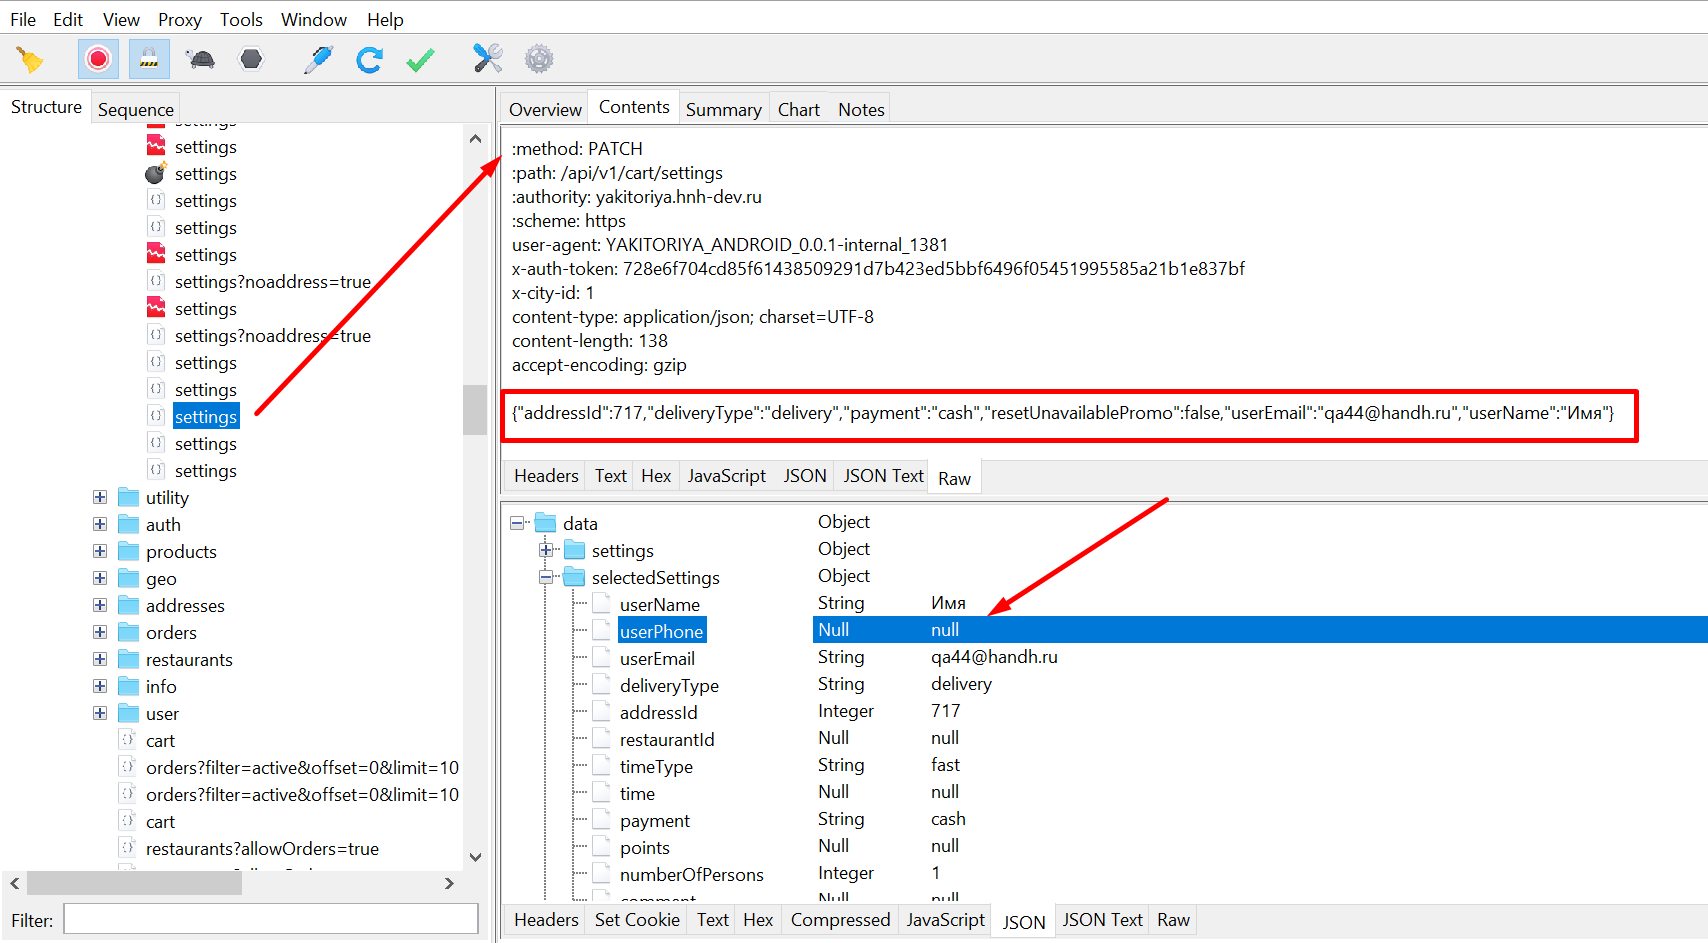 File Edit View Proxy Tools Window Help
Structure Sequence
settings
settings
settings
settings
settings
settings
settings?noaddress=true
settings
settings?noaddress=true
settings
settings
settings
settings
settings
utility
auth
products
geo
addresses
orders
restaurants
info
user
cart
orders?filter=active&offset=0&limit=10
orders?filter=active&offset=0&limit=10
cart
restaurants?allowOrders=true
Filter:
Overview Contents Summary Chart Notes
:method: PATCH
:path: /api/v1/cart/settings
:authority: yakitoriya.hnh-dev.ru
:scheme: https
user-agent: YAKITORIYA_ANDROID_0.0.1-internal_1381
x-auth-token: 728e6f704cd85f61438509291d7b423ed5bbf6496f05451995585a21b1e837bf
x-city-id: 1
content-type: application/json; charset=UTF-8
content-length: 138
accept-encoding: gzip
{"addressId":717,"deliveryType":"delivery","payment":"cash","resetUnavailablePromo":false,"userEmail":"qa44@handh.ru","userName":"Имя"}
Headers Text Hex JavaScript JSON JSON Text Raw
data Object
settings Object
selectedSettings Object
userName String Имя
userPhone Null null
userEmail String qa44@handh.ru
deliveryType String delivery
addressId Integer 717
restaurantId Null null
timeType String fast
time Null null
payment String cash
points Null null
numberOfPersons Integer 1
comment Null null
Headers Set Cookie Text Hex Compressed JavaScript JSON JSON Text Raw